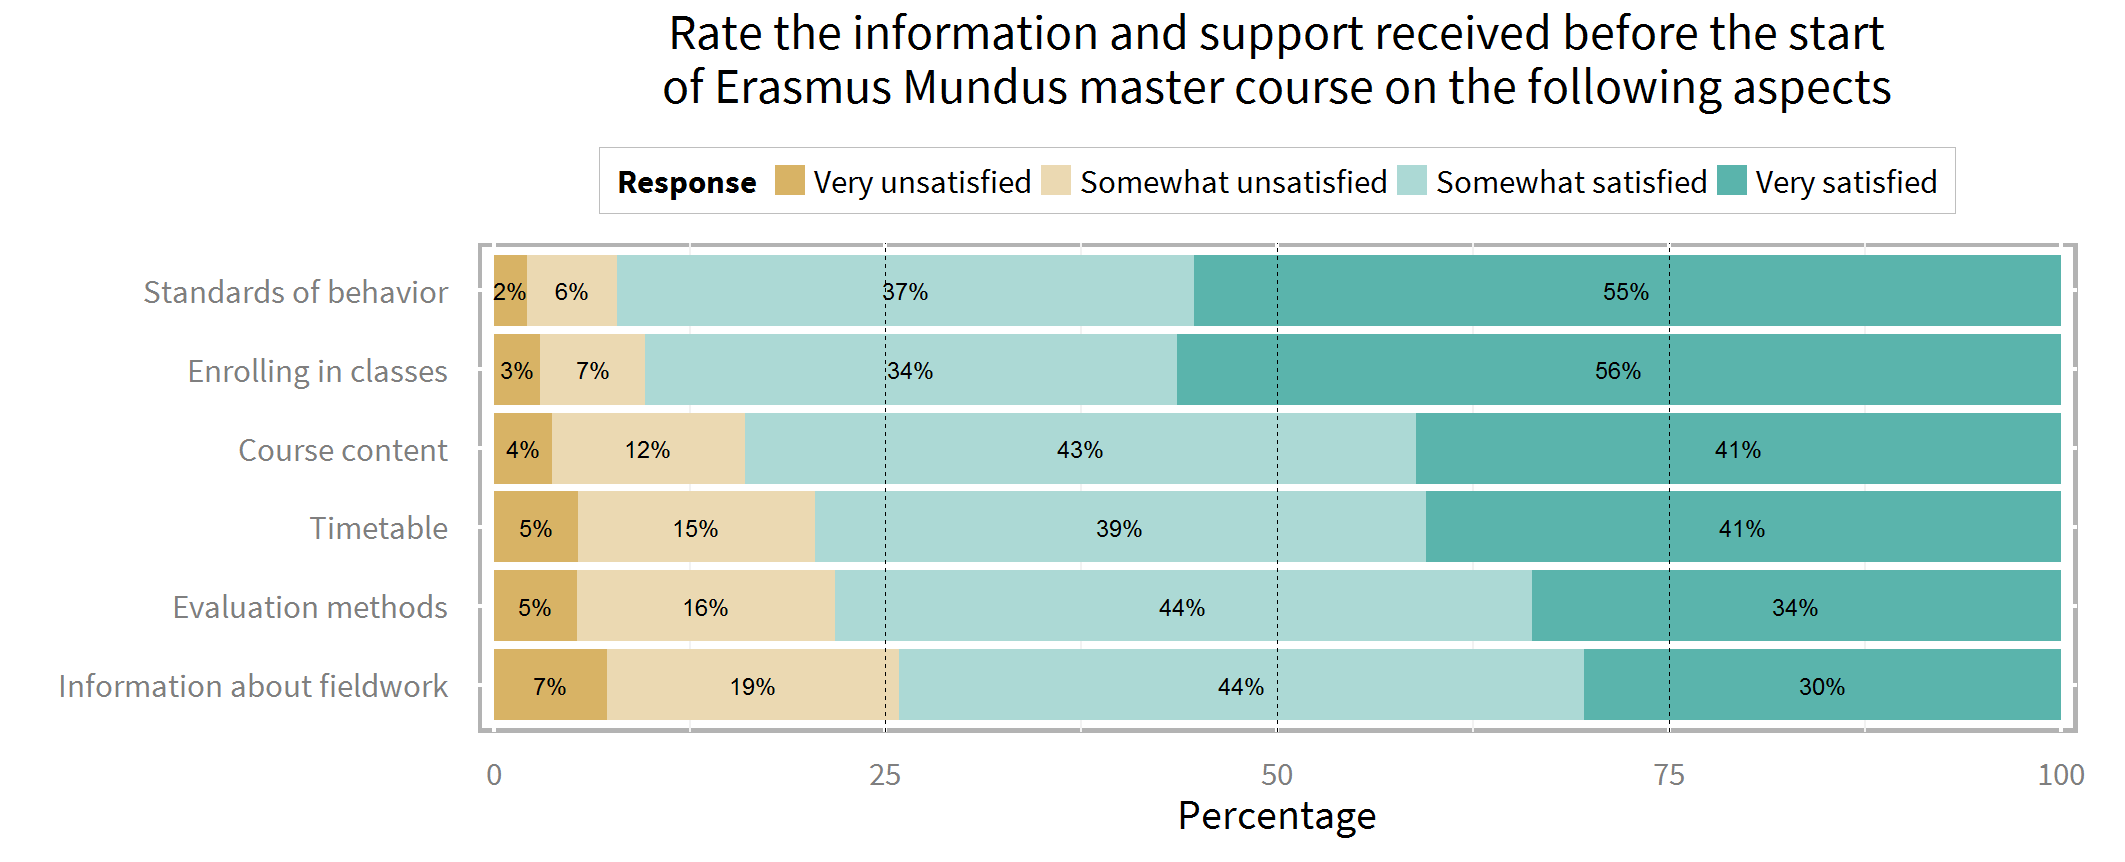 Rate the information and support received before the start
of Erasmus Mundus master course on the following aspects
Response Very unsatisfied Somewhat unsatisfied Somewhat satisfied Very satisfied
Standards of behavior 2% 6% 37% 55%
Enrolling in classes 3% 7% 34% 56%
Course content 4% 12% 43% 41%
Timetable 5% 15% 39% 41%
Evaluation methods 5% 16% 44% 34%
Information about fieldwork 7% 19% 44% 30%
0 25 50 75 100
Percentage